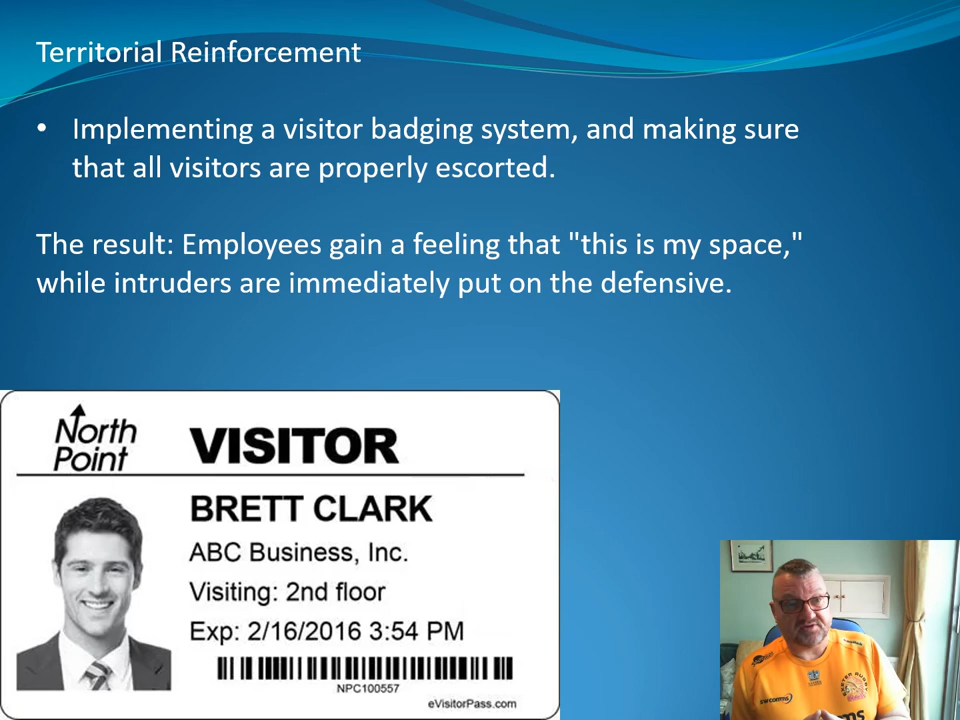 Territorial Reinforcement
• Implementing a visitor badging system, and making sure
that all visitors are properly escorted.
The result: Employees gain a feeling that "this is my space,"
while intruders are immediately put on the defensive.
North
Point
VISITOR
BRETT CLARK
ABC Business, Inc.
Visiting: 2nd floor
Exp: 2/16/2016 3:54 PM
NPC100557
eVisitorPass.com